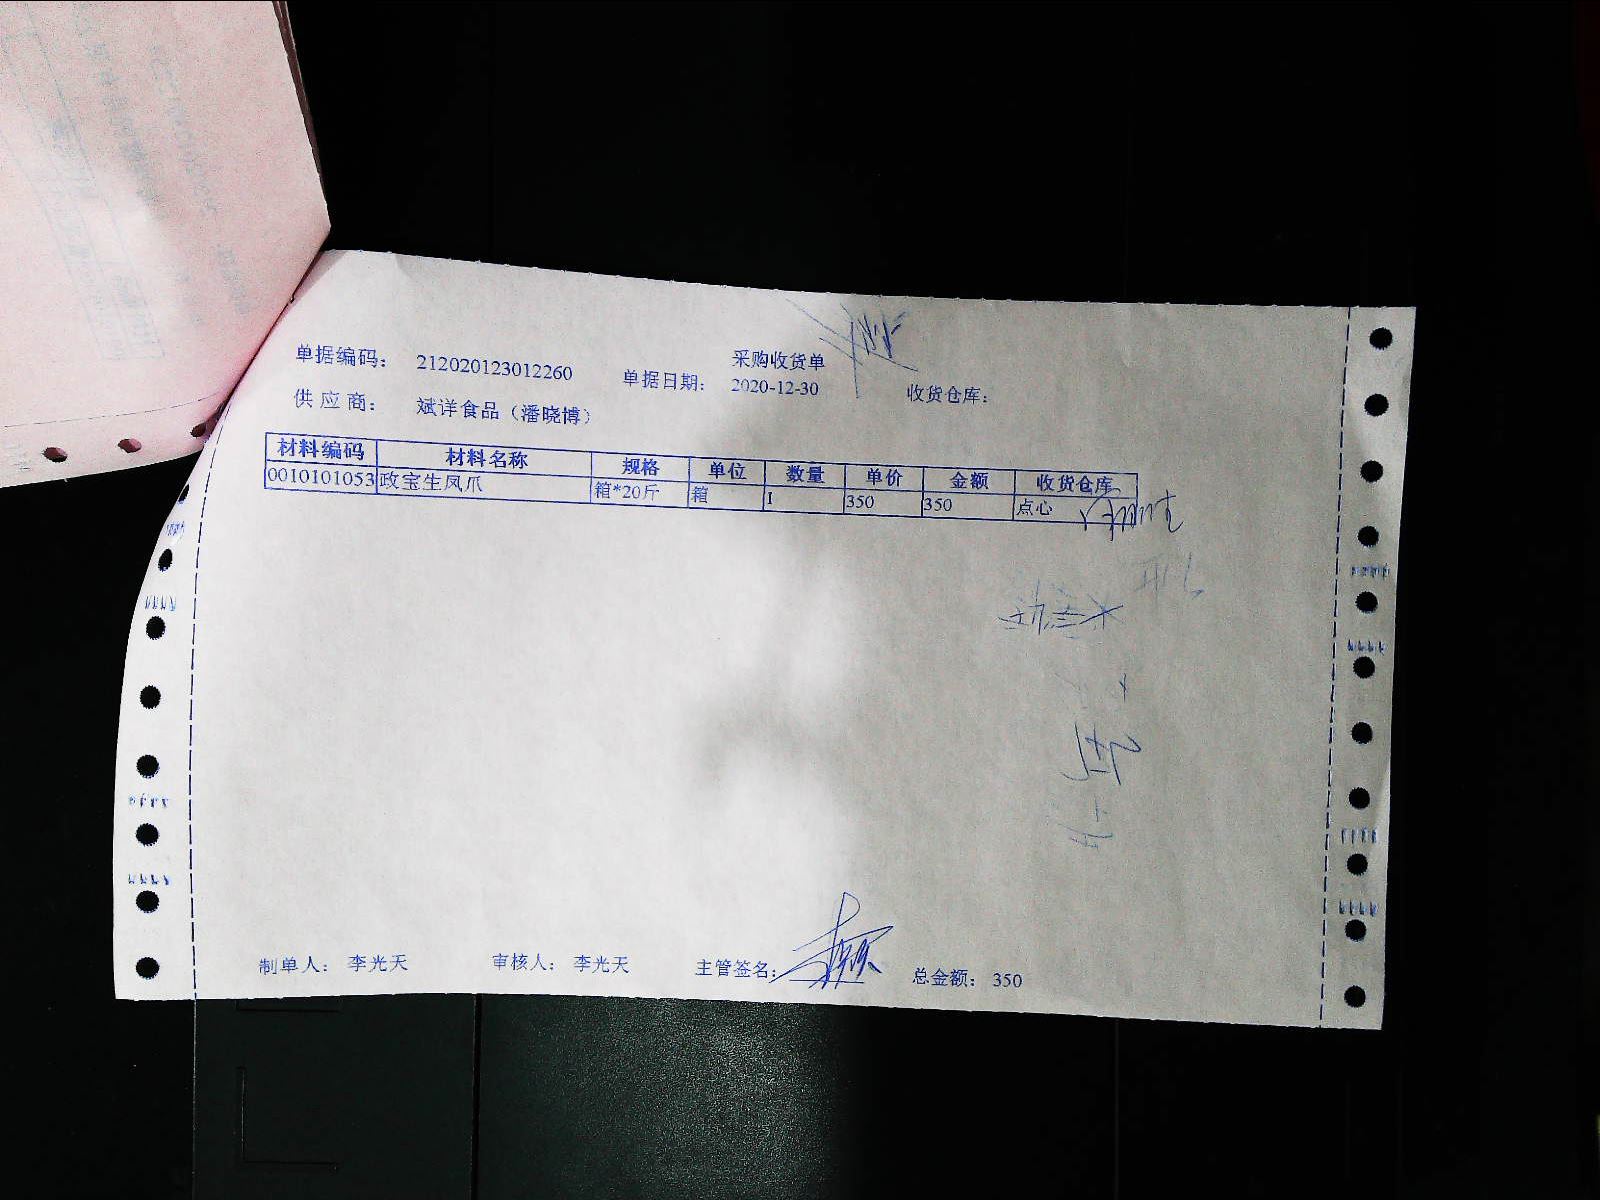 采购收货单
单据编码： 212020123012260 单据日期： 2020-12-30 收货仓库：
供 应 商： 斌洋食品（潘晓博）
材料编码 材料名称 规格 单位 数量 单价 金额 收货仓库
0010101053 政宝生凤爪 箱*20斤 箱 1 350 350 点心
制单人： 李光天 审核人： 李光天 主管签名： 总金额： 350